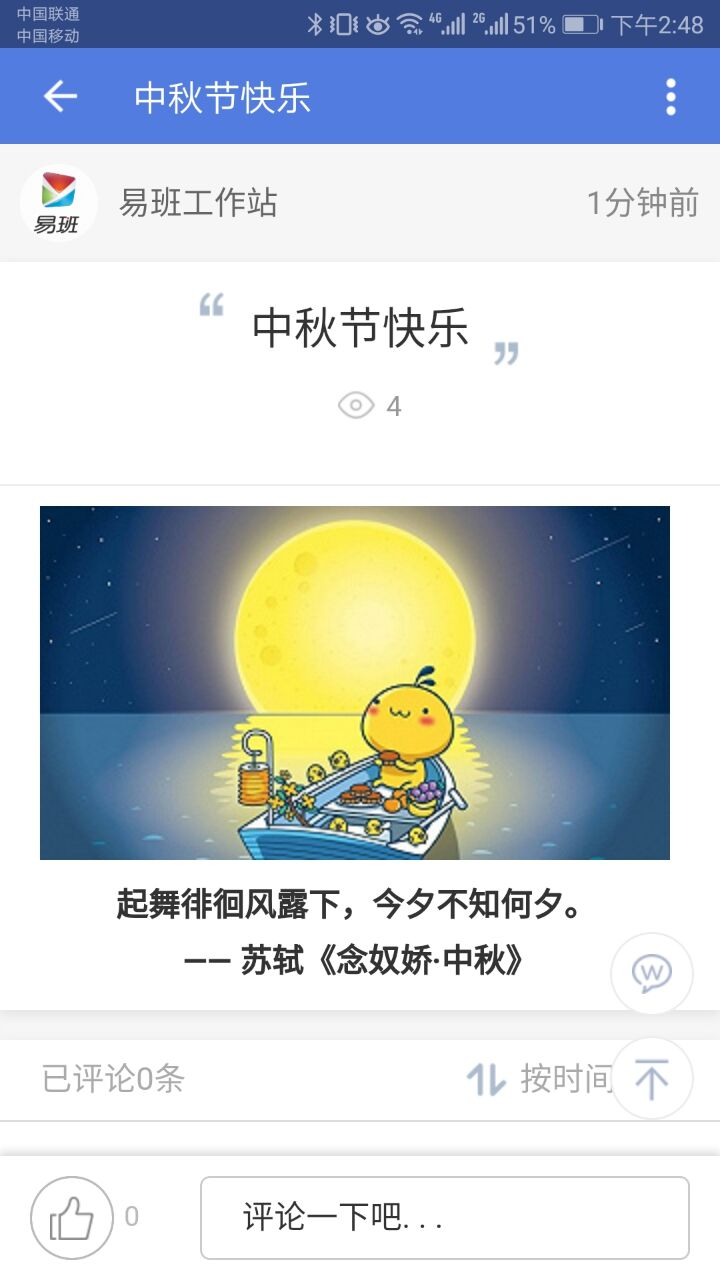 中国联通
中国移动
4G 2G 51% 下午2:48
中秋节快乐
易班
易班工作站
1分钟前
“中秋节快乐”
4
起舞徘徊风露下，今夕不知何夕。
—— 苏轼《念奴娇·中秋》
W
已评论0条
按时间
0
评论一下吧...